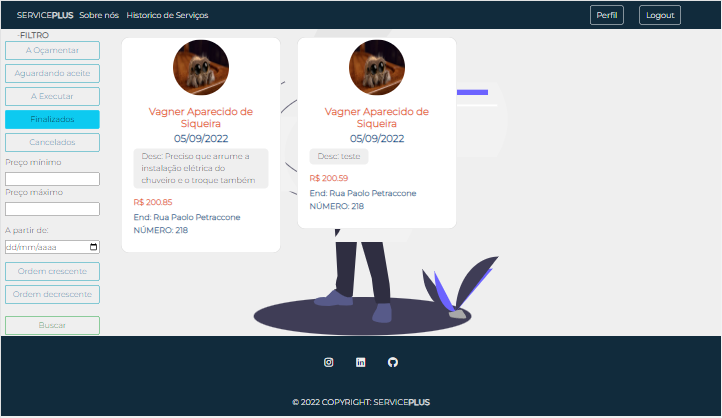 SERVICEPLUS Sobre nós Historico de Serviços Perfil Logout
·FILTRO
A Orçamentar
Aguardando aceite
A Executar
Finalizados
Cancelados
Preço mínimo
Preço máximo
A partir de:
dd/mm/aaaa
Ordem crescente
Ordem decrescente
Buscar
Vagner Aparecido de
Siqueira
05/09/2022
Desc: Preciso que arrume a
instalação elétrica do
chuveiro e o troque também
R$ 200.85
End: Rua Paolo Petraccone
NÚMERO: 218
Vagner Aparecido de
Siqueira
05/09/2022
Desc: teste
R$ 200.59
End: Rua Paolo Petraccone
NÚMERO: 218
© 2022 COPYRIGHT: SERVICEPLUS